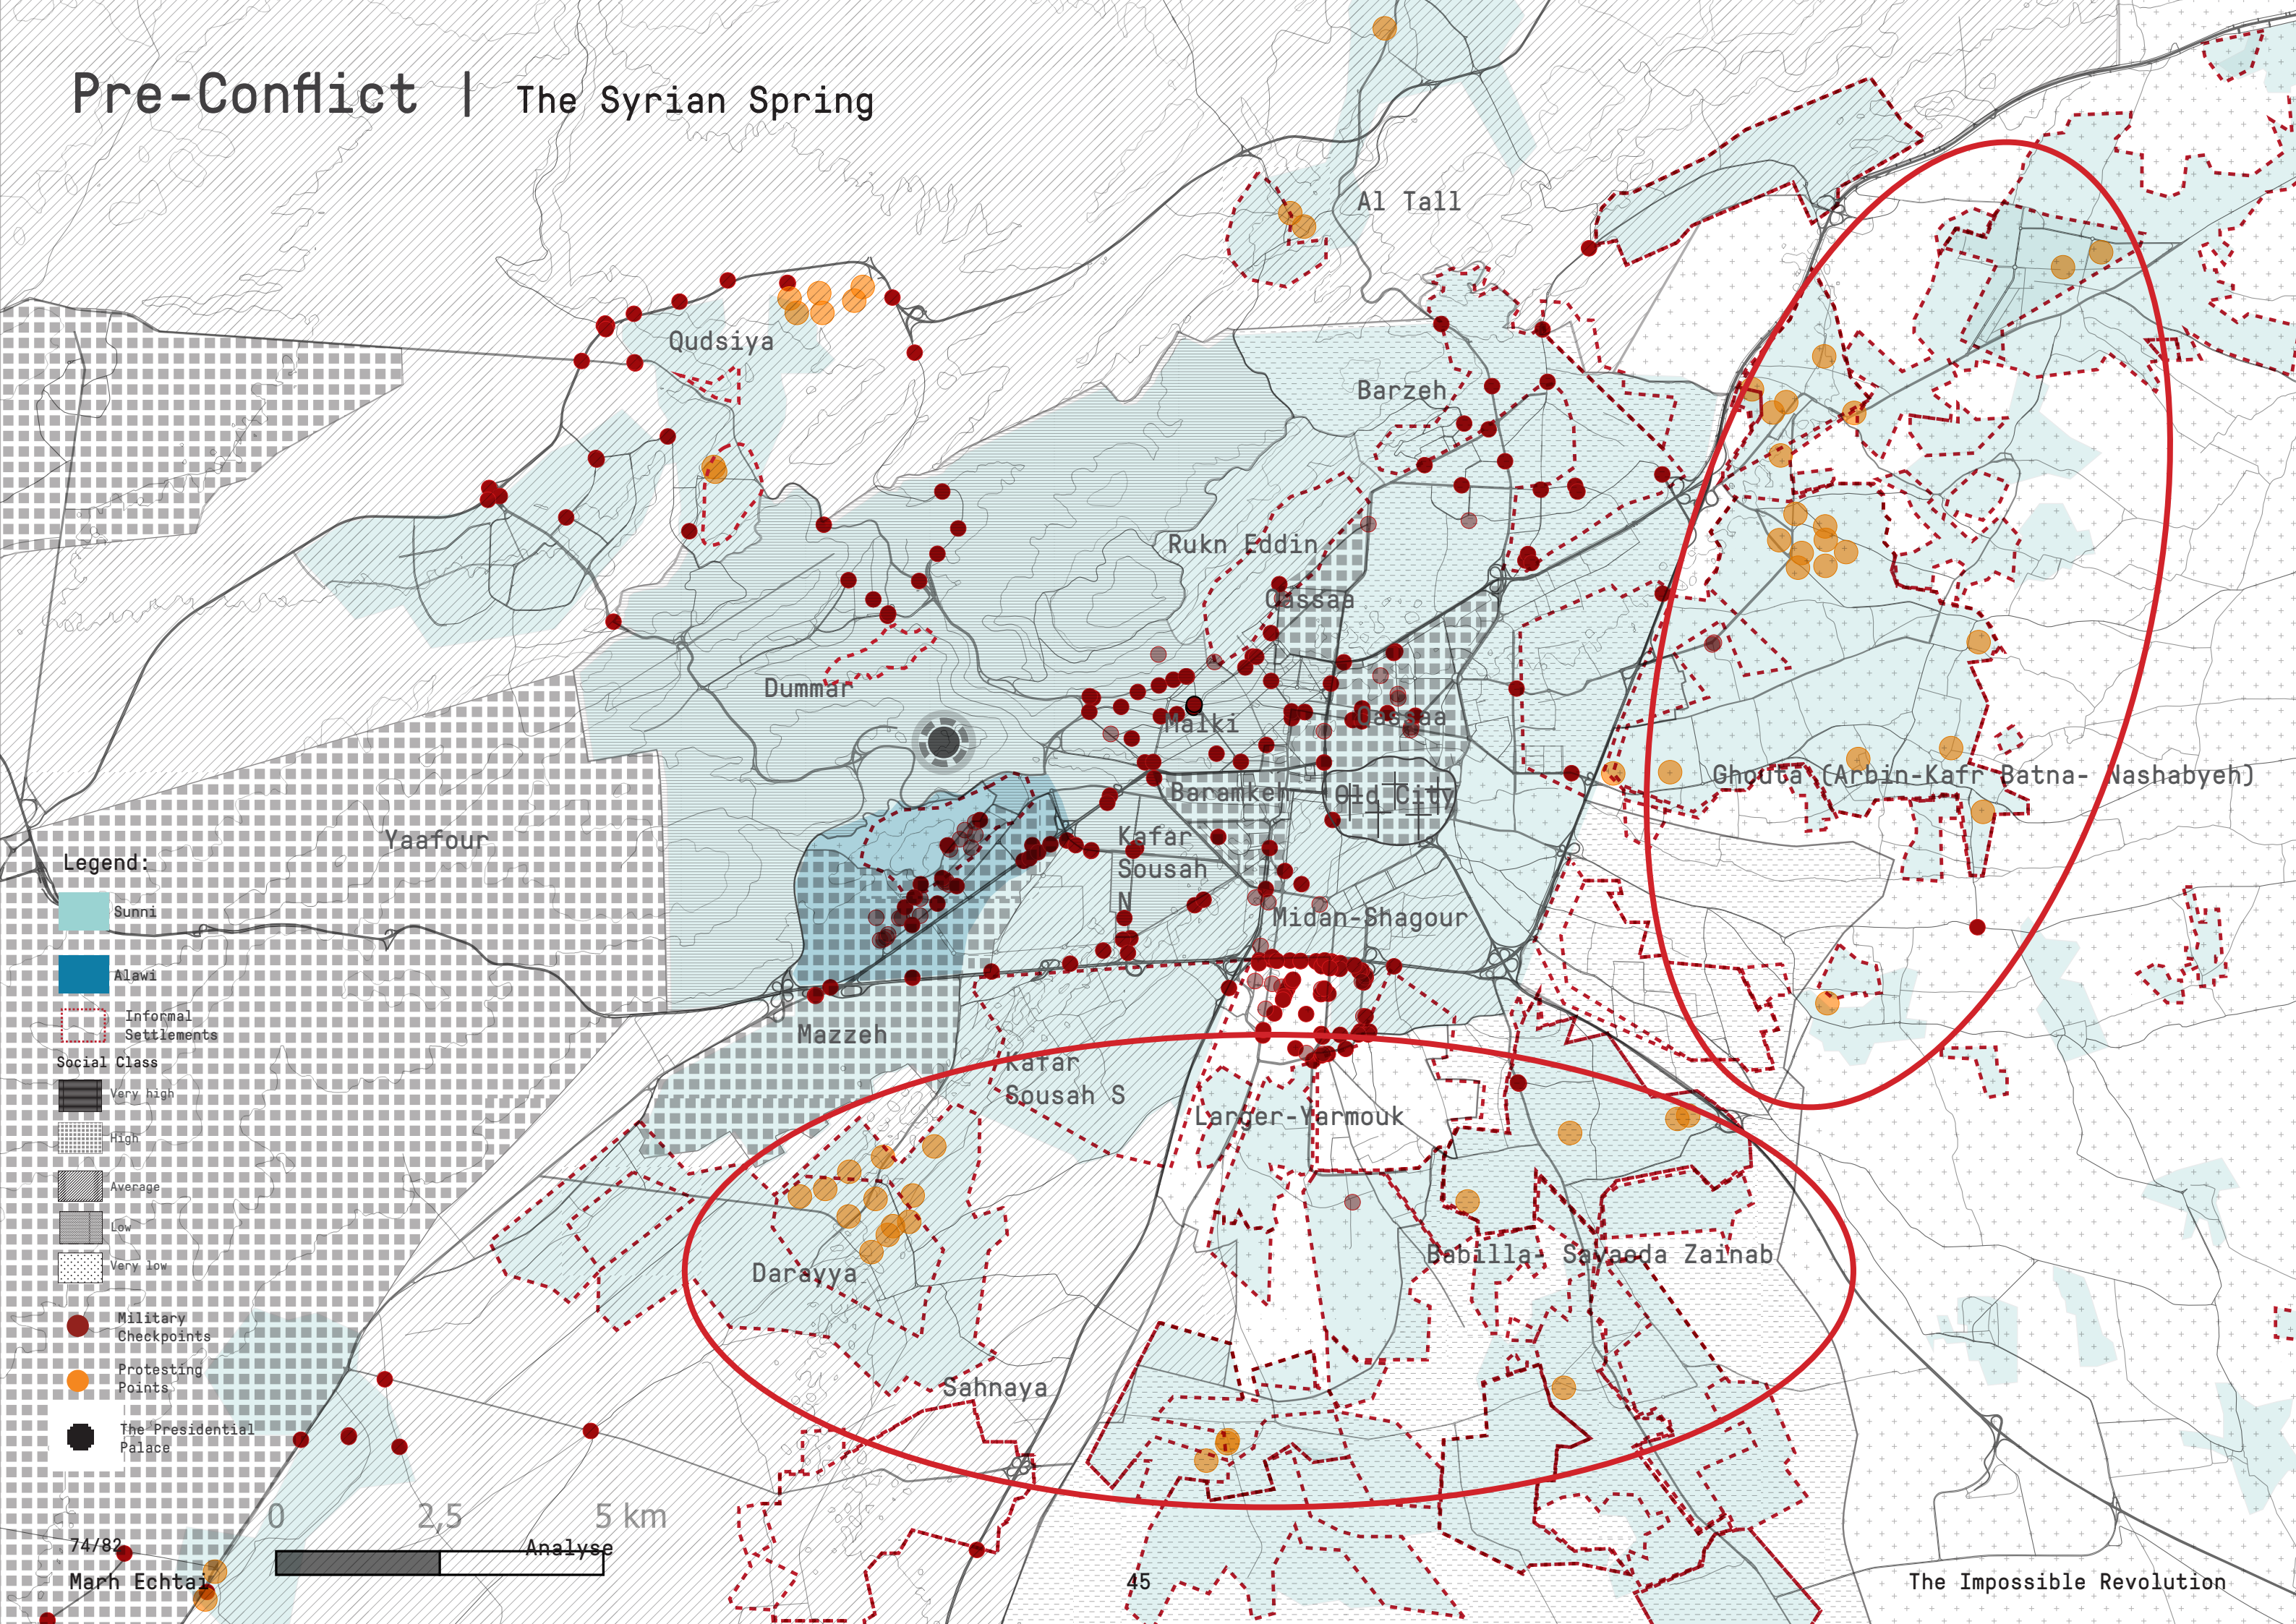 Pre-Conflict | The Syrian Spring
Al Tall
Qudsiya
Barzeh
Rukn Eddin
Qassaa
Dummar
Malki
Qassaa
Ghouta (Arbin-Kafr Batna- Nashabyeh)
Baramkeh
Old City
Yaafour
Kafar
Sousah
N
Midan-Shagour
Mazzeh
Kafar
Sousah S
Larger-Yarmouk
Babilla- Sayaeda Zainab
Darayya
Sahnaya
Legend:
Sunni
Alawi
Informal
Settlements
Social Class
Very high
High
Average
Low
Very low
Military
Checkpoints
Protesting
Points
The Presidential
Palace
0 2,5 5 km
74/82
Analyse
Marh Echtai
45
The Impossible Revolution